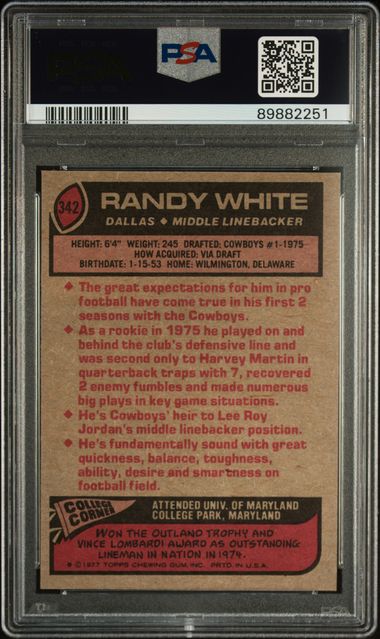 PSA
PSA
89882251
342
RANDY WHITE
DALLAS ♦ MIDDLE LINEBACKER
HEIGHT: 6'4" WEIGHT: 245 DRAFTED: COWBOYS #1-1975
HOW ACQUIRED: VIA DRAFT
BIRTHDATE: 1-15-53 HOME: WILMINGTON, DELAWARE
♦ The great expectations for him in pro
football have come true in his first 2
seasons with the Cowboys.
♦ As a rookie in 1975 he played on and
behind the club's defensive line and
was second only to Harvey Martin in
quarterback traps with 7, recovered
2 enemy fumbles and made numerous
big plays in key game situations.
♦ He's Cowboys' heir to Lee Roy
Jordan's middle linebacker position.
♦ He's fundamentally sound with great
quickness, balance, toughness,
ability, desire and smartness on
football field.
COLLEGE
CORNER
ATTENDED UNIV. OF MARYLAND
COLLEGE PARK, MARYLAND
WON THE OUTLAND TROPHY AND
VINCE LOMBARDI AWARD AS OUTSTANDING
LINEMAN IN NATION IN 1974.
© 1977 TOPPS CHEWING GUM, INC. PRTD. IN U.S.A.